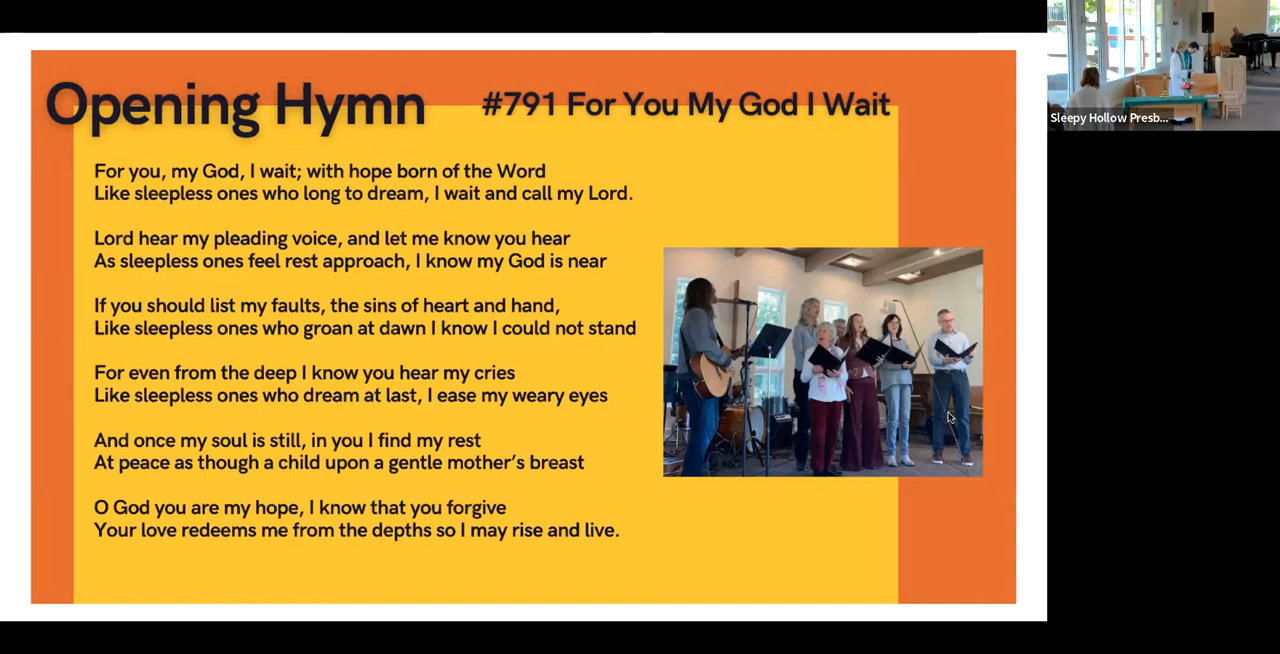 Opening Hymn
#791 For You My God I Wait
For you, my God, I wait; with hope born of the Word
Like sleepless ones who long to dream, I wait and call my Lord.
Lord hear my pleading voice, and let me know you hear
As sleepless ones feel rest approach, I know my God is near
If you should list my faults, the sins of heart and hand,
Like sleepless ones who groan at dawn I know I could not stand
For even from the deep I know you hear my cries
Like sleepless ones who dream at last, I ease my weary eyes
And once my soul is still, in you I find my rest
At peace as though a child upon a gentle mother's breast
O God you are my hope, I know that you forgive
Your love redeems me from the depths so I may rise and live.
Sleepy Hollow Presb...